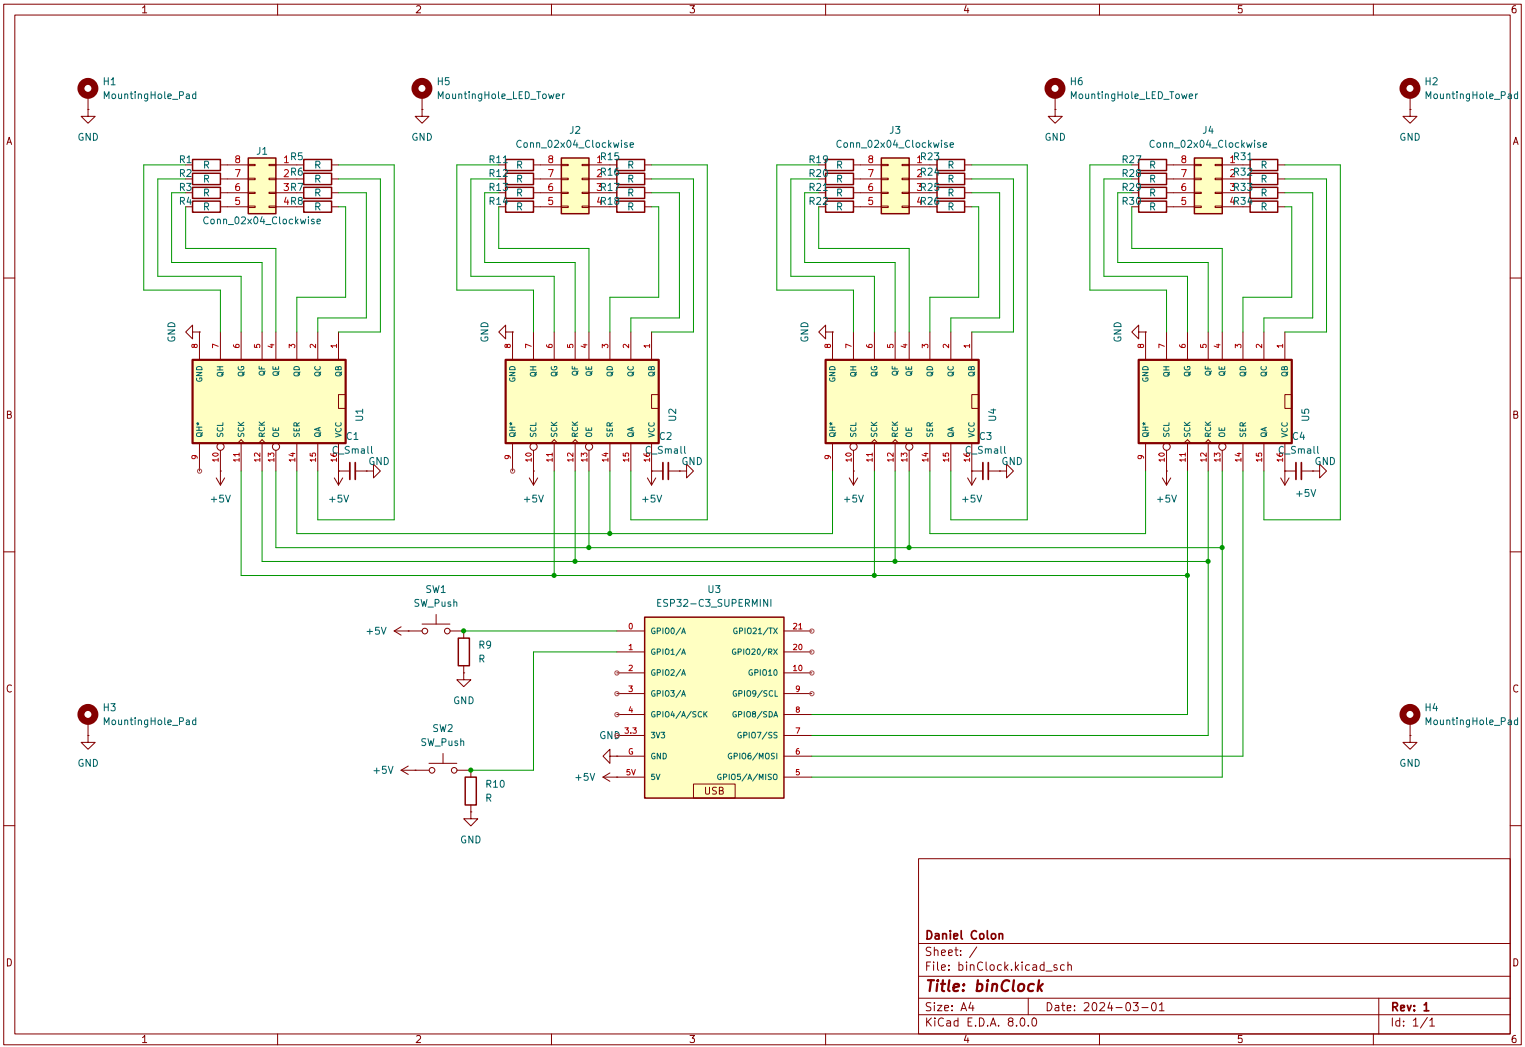 1 2 3 4 5 6
H1
MountingHole_Pad
GND
H5
MountingHole_LED_Tower
GND
H6
MountingHole_LED_Tower
GND
H2
MountingHole_Pad
GND
A A
J1
R1 R 8 1 R5 R
R2 R 7 2 R6 R
R3 R 6 3 R7 R
R4 R 5 4 R8 R
Conn_02x04_Clockwise
J2
Conn_02x04_Clockwise
R11 R 8 1 R15 R
R12 R 7 2 R16 R
R13 R 6 3 R17 R
R14 R 5 4 R18 R
J3
Conn_02x04_Clockwise
R19 R 8 1 R23 R
R20 R 7 2 R24 R
R21 R 6 3 R25 R
R22 R 5 4 R26 R
J4
Conn_02x04_Clockwise
R27 R 8 1 R31 R
R28 R 7 2 R32 R
R29 R 6 3 R33 R
R30 R 5 4 R34 R
B B
GND
8 7 6 5 4 3 2 1
GND QH QG QF QE QD QC QB
U1
QH* SCL SCK RCK OE SER QA VCC
9 10 11 12 13 14 15 16
C1
C_Small
GND
+5V
+5V
GND
8 7 6 5 4 3 2 1
GND QH QG QF QE QD QC QB
U2
QH* SCL SCK RCK OE SER QA VCC
9 10 11 12 13 14 15 16
C2
C_Small
GND
+5V
+5V
GND
8 7 6 5 4 3 2 1
GND QH QG QF QE QD QC QB
U4
QH* SCL SCK RCK OE SER QA VCC
9 10 11 12 13 14 15 16
C3
C_Small
GND
+5V
+5V
GND
8 7 6 5 4 3 2 1
GND QH QG QF QE QD QC QB
U5
QH* SCL SCK RCK OE SER QA VCC
9 10 11 12 13 14 15 16
C4
C_Small
GND
+5V
+5V
C C
SW1
SW_Push
+5V
R9
R
GND
SW2
SW_Push
+5V
R10
R
GND
U3
ESP32-C3_SUPERMINI
0 GPIO0/A GPIO21/TX 21
1 GPIO1/A GPIO20/RX 20
2 GPIO2/A GPIO10 10
3 GPIO3/A GPIO9/SCL 9
4 GPIO4/A/SCK GPIO8/SDA 8
GND 3.3 3V3 GPIO7/SS 7
G GND GPIO6/MOSI 6
+5V 5V 5V GPIO5/A/MISO 5
USB
H3
MountingHole_Pad
GND
H4
MountingHole_Pad
GND
D D
Daniel Colon
Sheet: /
File: binClock.kicad_sch
Title: binClock
Size: A4 Date: 2024-03-01 Rev: 1
KiCad E.D.A. 8.0.0 Id: 1/1
1 2 3 4 5 6